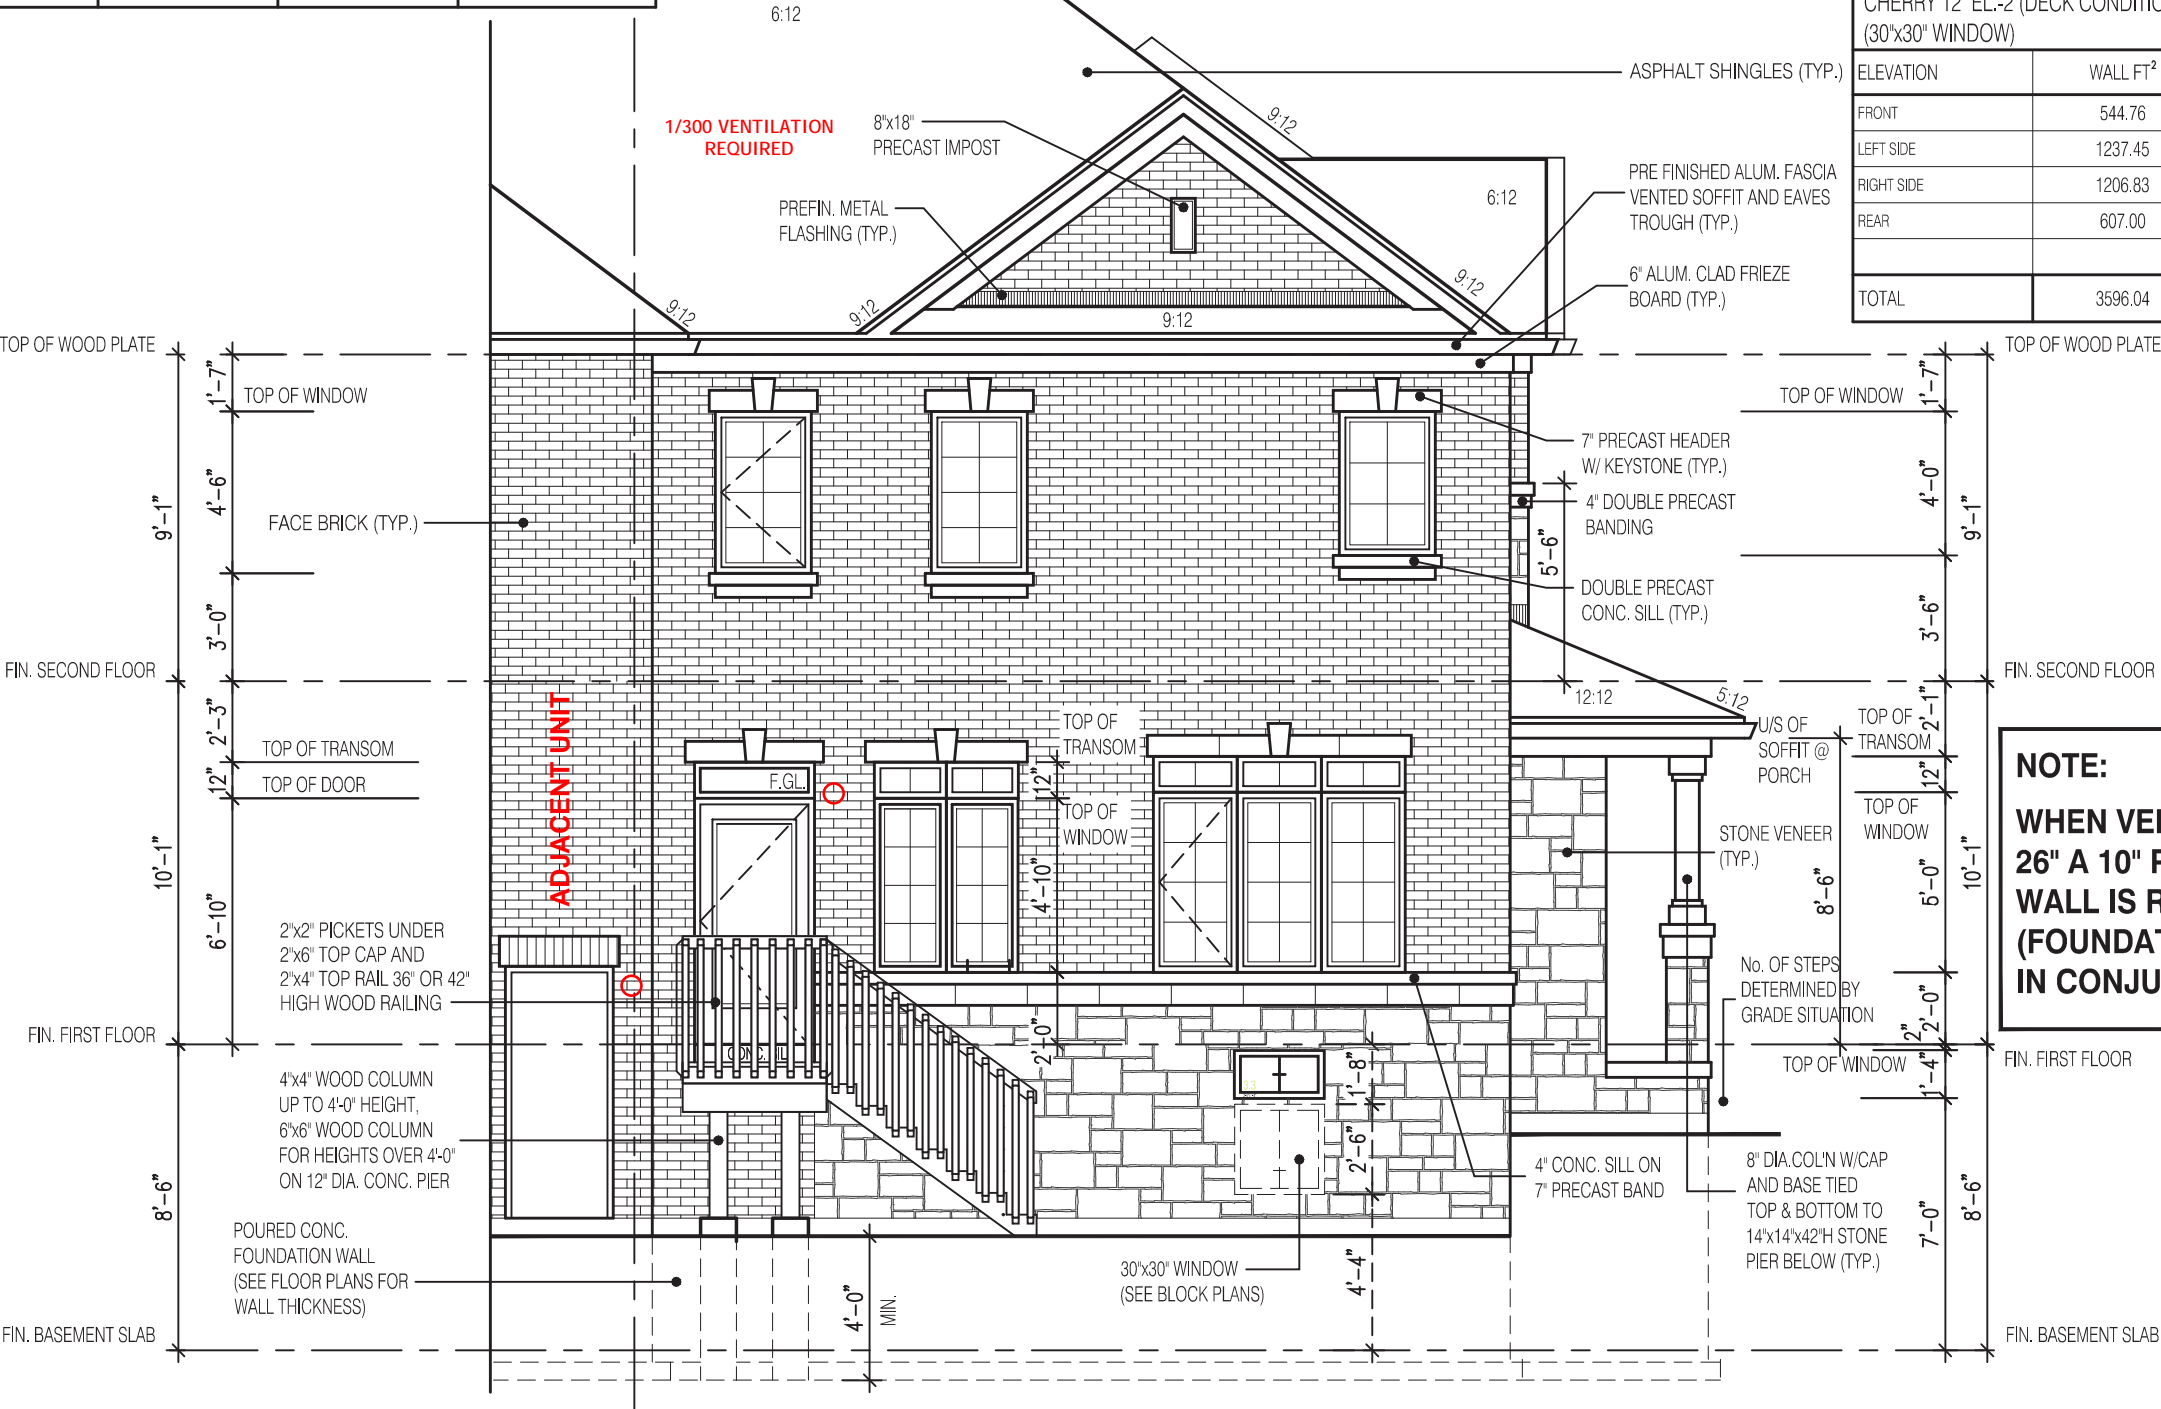 6:12
CHERRY 12' EL.-2 (DECK CONDITIO
(30"x30" WINDOW)
ELEVATION WALL FT²
FRONT 544.76
LEFT SIDE 1237.45
RIGHT SIDE 1206.83
REAR 607.00
TOTAL 3596.04
ASPHALT SHINGLES (TYP.)
1/300 VENTILATION
REQUIRED
8"x18"
PRECAST IMPOST
9:12
PREFIN. METAL
FLASHING (TYP.)
6:12
PRE FINISHED ALUM. FASCIA
VENTED SOFFIT AND EAVES
TROUGH (TYP.)
6" ALUM. CLAD FRIEZE
BOARD (TYP.)
9:12
9:12
9:12
9:12
TOP OF WOOD PLATE
TOP OF WOOD PLATE
1'-7"
TOP OF WINDOW
TOP OF WINDOW
1'-7"
7" PRECAST HEADER
W/ KEYSTONE (TYP.)
4" DOUBLE PRECAST
BANDING
DOUBLE PRECAST
CONC. SILL (TYP.)
9'-1"
4'-6"
3'-0"
FACE BRICK (TYP.)
5'-6"
4'-0"
3'-6"
9'-1"
FIN. SECOND FLOOR
FIN. SECOND FLOOR
12:12
5:12
2'-3"
TOP OF TRANSOM
12"
TOP OF DOOR
ADJACENT UNIT
F.GL.
TOP OF
TRANSOM
12"
TOP OF
WINDOW
4'-10"
2'-0"
U/S OF
SOFFIT @
PORCH
TOP OF
TRANSOM
2'-1"
12"
TOP OF
WINDOW
STONE VENEER
(TYP.)
8'-6"
5'-0"
10'-1"
10'-1"
6'-10"
2"x2" PICKETS UNDER
2"x6" TOP CAP AND
2"x4" TOP RAIL 36" OR 42"
HIGH WOOD RAILING
No. OF STEPS
DETERMINED BY
GRADE SITUATION
2'-0"
2"
NOTE:
WHEN VE
26" A 10" 
WALL IS R
(FOUNDAT
IN CONJU
FIN. FIRST FLOOR
FIN. FIRST FLOOR
TOP OF WINDOW
1'-4"
4"x4" WOOD COLUMN
UP TO 4'-0" HEIGHT,
6"x6" WOOD COLUMN
FOR HEIGHTS OVER 4'-0"
ON 12" DIA. CONC. PIER
1'-8"
2'-6"
4'-4"
8'-6"
4" CONC. SILL ON
7" PRECAST BAND
8" DIA.COL'N W/CAP
AND BASE TIED
TOP & BOTTOM TO
14"x14"x42"H STONE
PIER BELOW (TYP.)
7'-0"
8'-6"
POURED CONC.
FOUNDATION WALL
(SEE FLOOR PLANS FOR
WALL THICKNESS)
30"x30" WINDOW
(SEE BLOCK PLANS)
4'-0"
MIN.
FIN. BASEMENT SLAB
FIN. BASEMENT SLAB